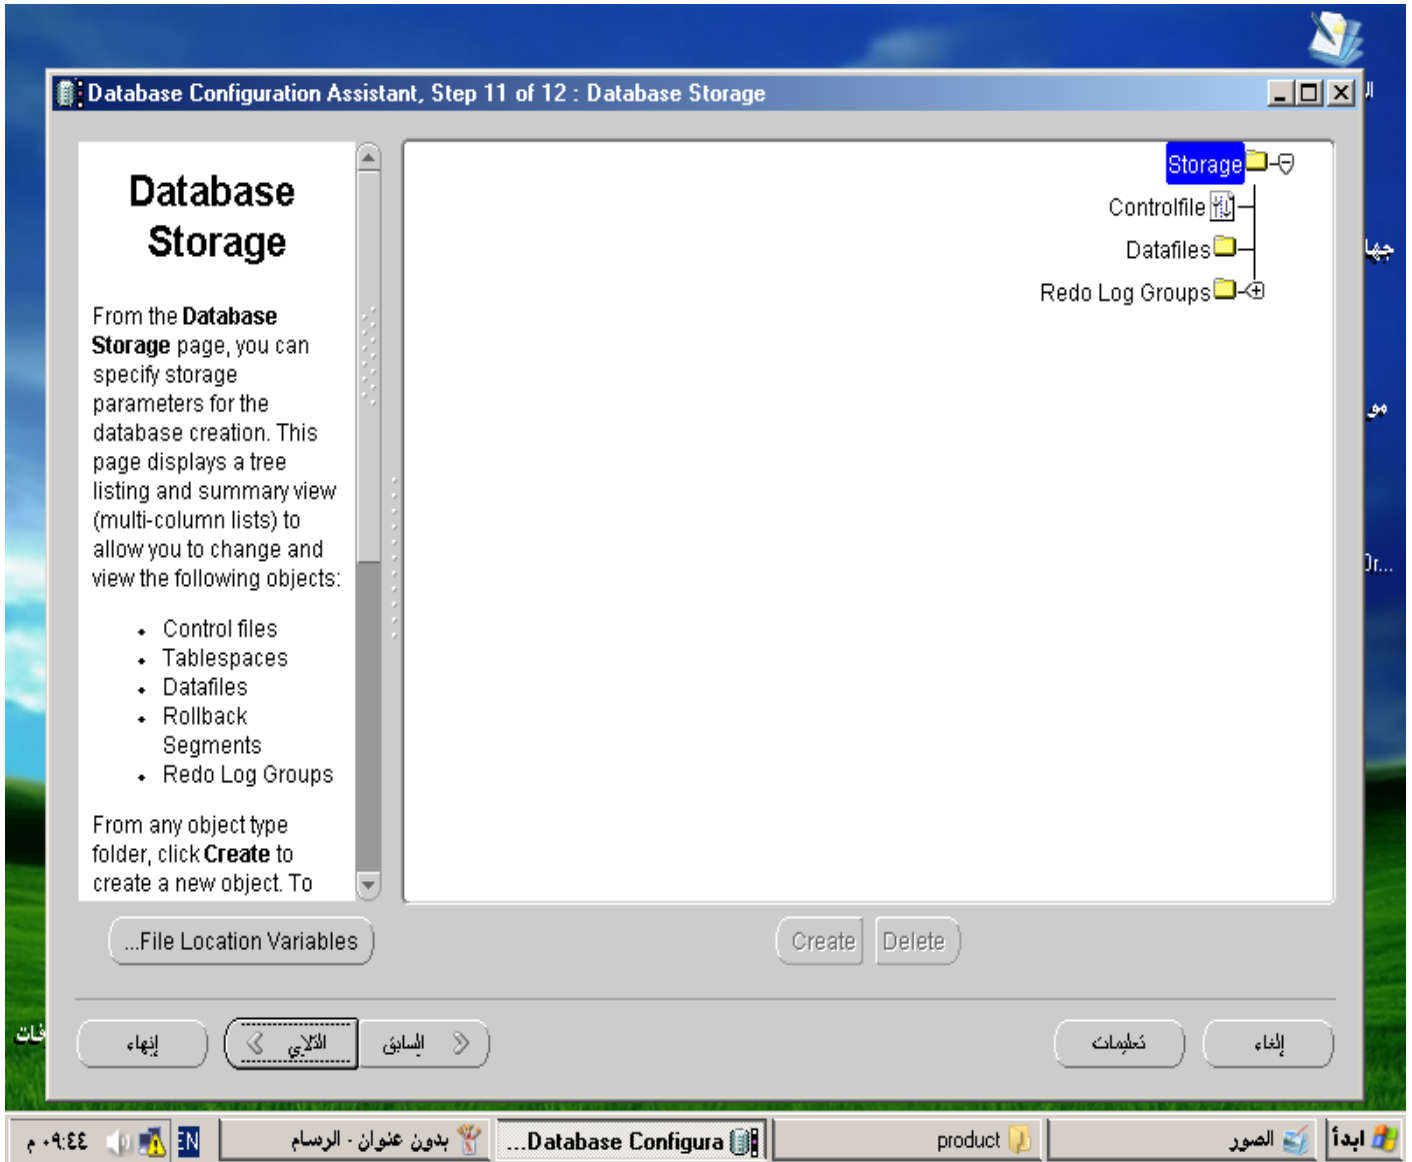 Database Configuration Assistant, Step 11 of 12 : Database Storage
Database
Storage
From the Database
Storage page, you can
specify storage
parameters for the
database creation. This
page displays a tree
listing and summary view
(multi-column lists) to
allow you to change and
view the following objects:
• Control files
• Tablespaces
• Datafiles
• Rollback
Segments
• Redo Log Groups
From any object type
folder, click Create to
create a new object. To
Storage
Controlfile
Datafiles
Redo Log Groups
...File Location Variables
Create
Delete
إلغاء
تعليمات
السابق
التالي
إنهاء
جها
مو
Or...
فات
ابدأ
الصور
product
...Database Configura
بدون عنوان - الرسام
EN
٠٩:٤٤ م